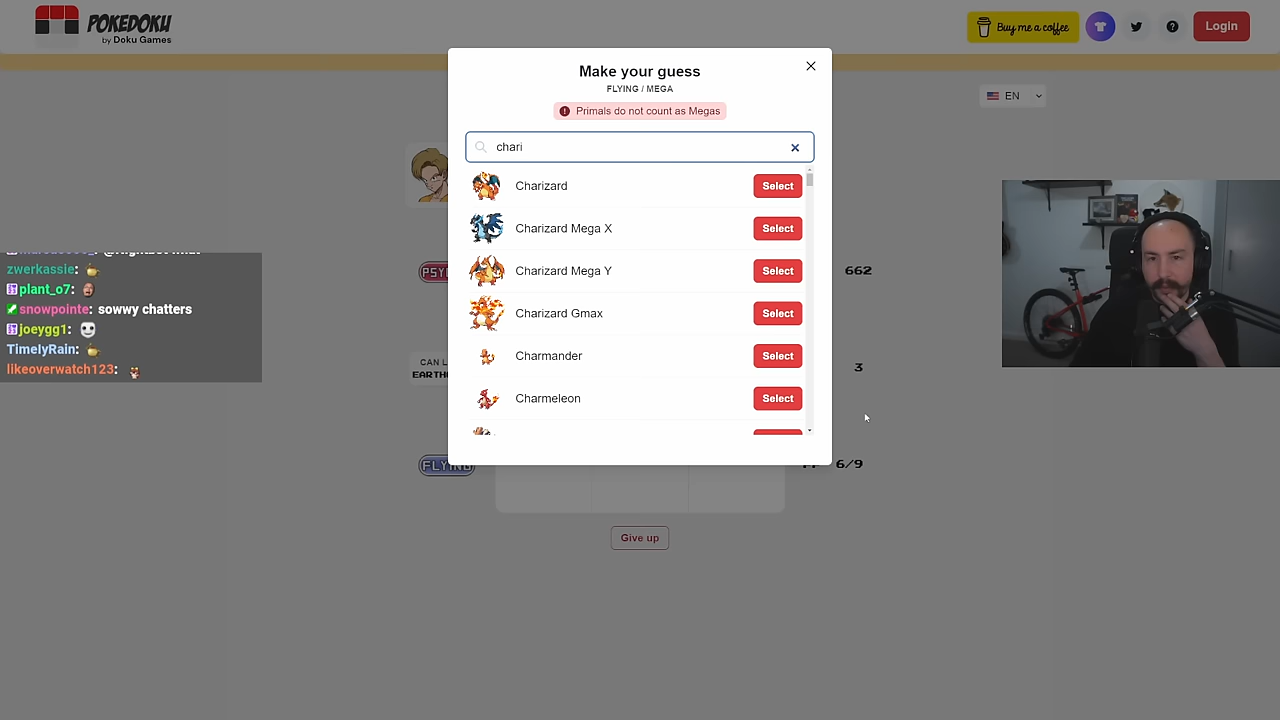 POKEDOKU
by Doku Games
Buy me a coffee
Login
EN
Make your guess
FLYING / MEGA
Primals do not count as Megas
chari
Charizard
Select
Charizard Mega X
Select
Charizard Mega Y
Select
Charizard Gmax
Select
Charmander
Select
Charmeleon
Select
zwerkassie:
plant_o7:
snowpointe: sowwy chatters
joeygg1:
TimelyRain:
likeoverwatch123:
662
3
6/9
FLYING
Give up